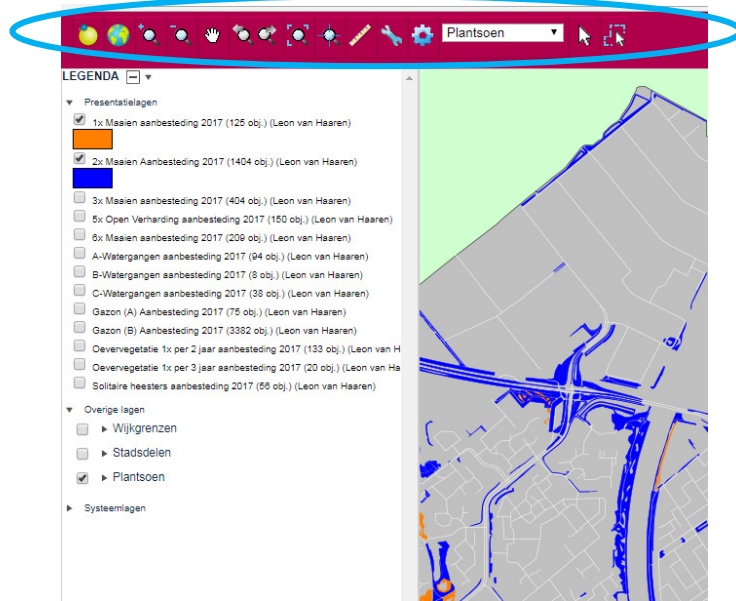 Plantsoen
LEGENDA
Presentatielagen
1x Maaien aanbesteding 2017 (125 obj.) (Leon van Haaren)
2x Maaien Aanbesteding 2017 (1404 obj.) (Leon van Haaren)
3x Maaien aanbesteding 2017 (404 obj.) (Leon van Haaren)
5x Open Verharding aanbesteding 2017 (150 obj.) (Leon van Haaren)
6x Maaien aanbesteding 2017 (209 obj.) (Leon van Haaren)
A-Watergangen aanbesteding 2017 (94 obj.) (Leon van Haaren)
B-Watergangen aanbesteding 2017 (8 obj.) (Leon van Haaren)
C-Watergangen aanbesteding 2017 (38 obj.) (Leon van Haaren)
Gazon (A) Aanbesteding 2017 (75 obj.) (Leon van Haaren)
Gazon (B) Aanbesteding 2017 (3382 obj.) (Leon van Haaren)
Oevervegetatie 1x per 2 jaar aanbesteding 2017 (133 obj.) (Leon van H
Oevervegetatie 1x per 3 jaar aanbesteding 2017 (20 obj.) (Leon van Ha
Solitaire heesters aanbesteding 2017 (56 obj.) (Leon van Haaren)
Overige lagen
Wijkgrenzen
Stadsdelen
Plantsoen
Systeemlagen